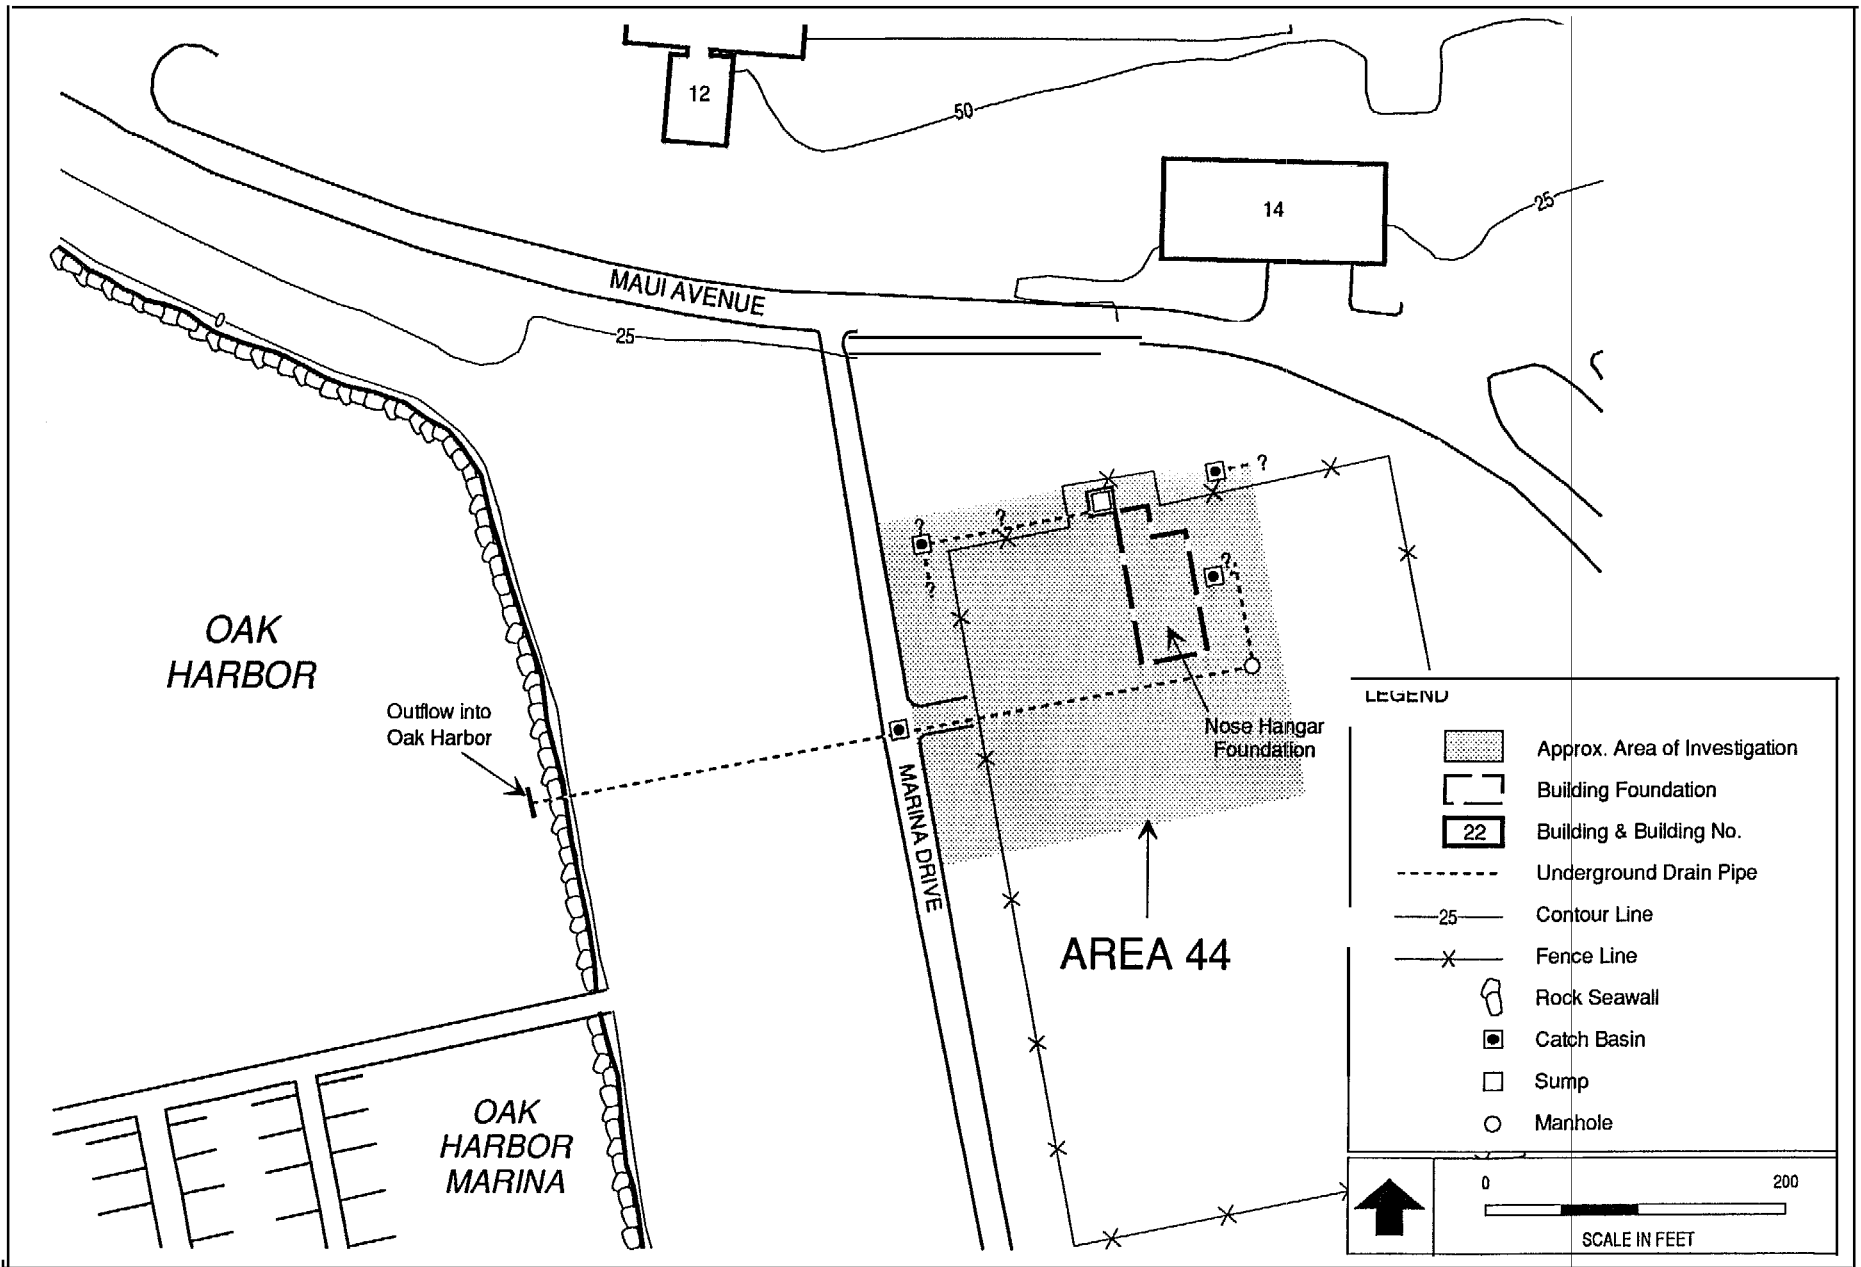 12
50
14
25
MAUI AVENUE
0
25
?
?
?
?
?
OAK
HARBOR
Outflow into
Oak Harbor
Nose Hangar
Foundation
MARINA DRIVE
AREA 44
OAK
HARBOR
MARINA
LEGEND
Approx. Area of Investigation
Building Foundation
22 Building & Building No.
Underground Drain Pipe
25 Contour Line
Fence Line
Rock Seawall
Catch Basin
Sump
Manhole
0 200
SCALE IN FEET